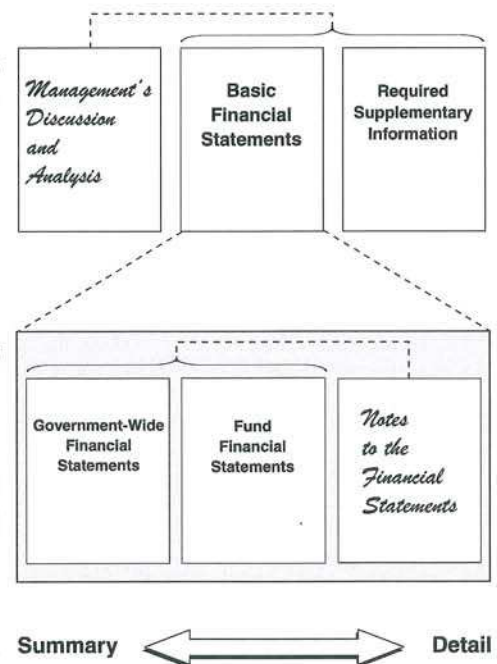 Management's
Discussion
and
Analysis
Basic
Financial
Statements
Required
Supplementary
Information
Government-Wide
Financial
Statements
Fund
Financial
Statements
Notes
to the
Financial
Statements
Summary
Detail